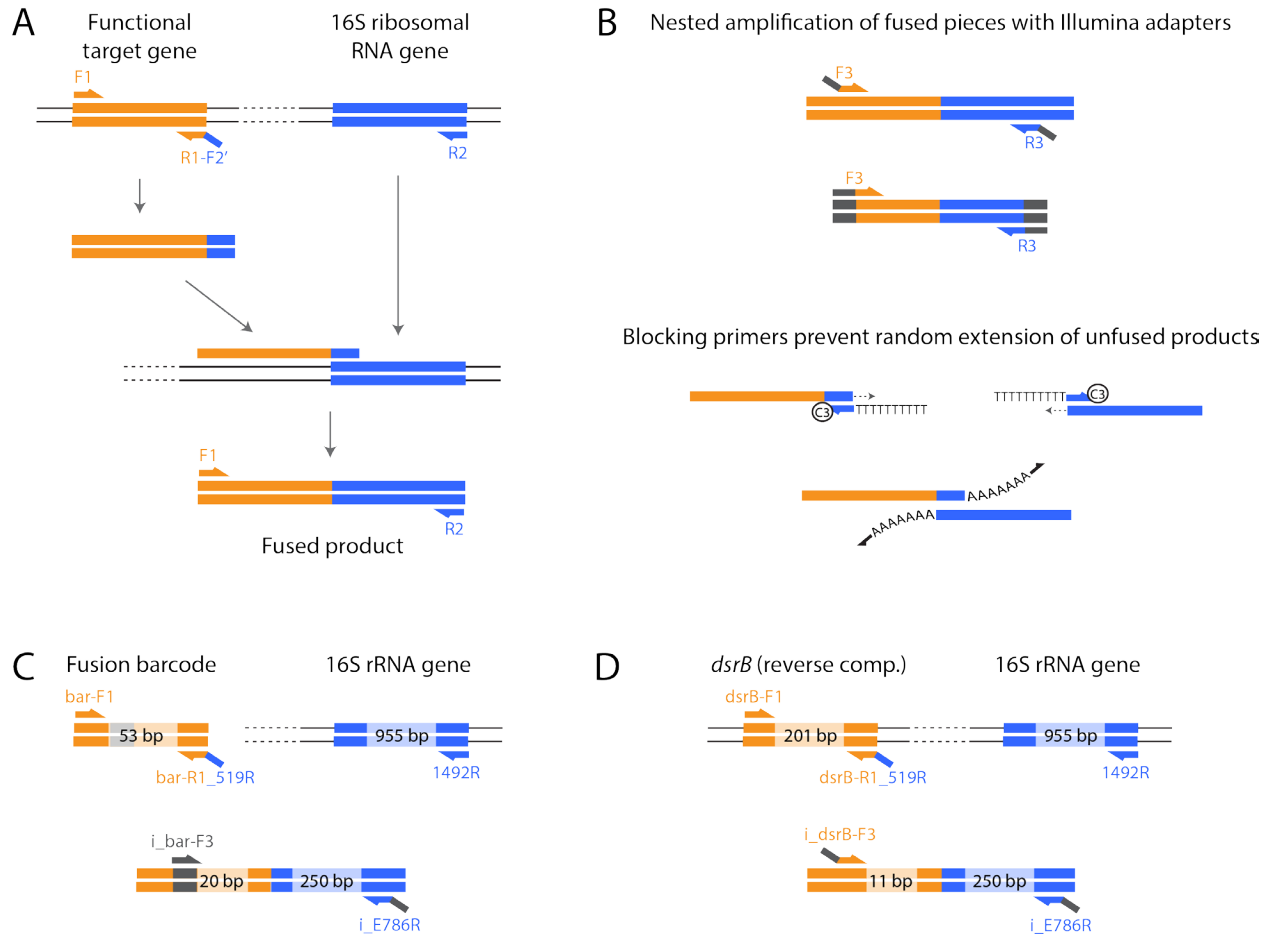 A
Functional
target gene
16S ribosomal
RNA gene
F1
R1-F2′
R2
F1
R2
Fused product
B
Nested amplification of fused pieces with Illumina adapters
F3
R3
F3
R3
Blocking primers prevent random extension of unfused products
C3
TTTTTTTTTT
TTTTTTTTTT
C3
AAAAAAA
AAAAAAA
C
Fusion barcode
16S rRNA gene
bar-F1
53 bp
955 bp
bar-R1_519R
1492R
i_bar-F3
20 bp
250 bp
i_E786R
D
dsrB (reverse comp.)
16S rRNA gene
dsrB-F1
201 bp
955 bp
dsrB-R1_519R
1492R
i_dsrB-F3
11 bp
250 bp
i_E786R